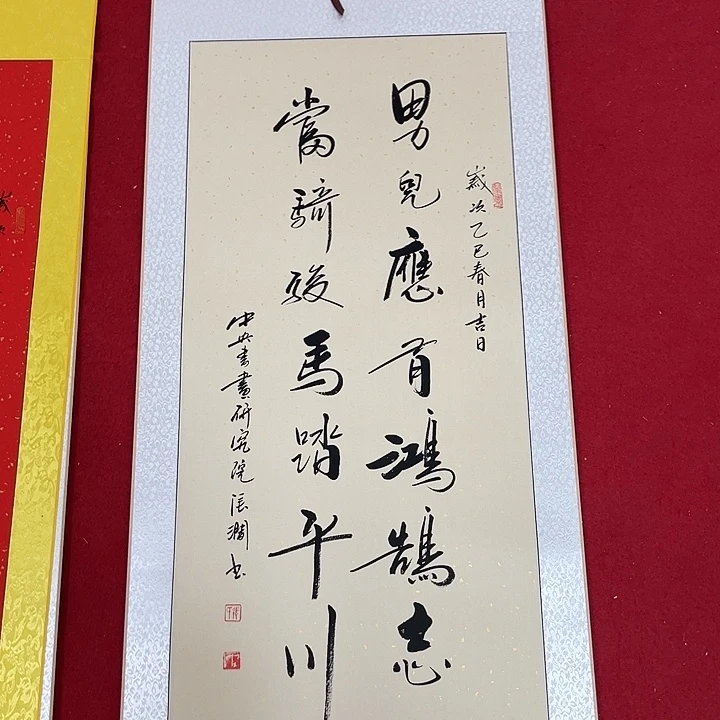 歲次乙巳春月吉日
男兒應有鴻鵠志
當騎駿馬踏平川
中央書畫研究院張澗書